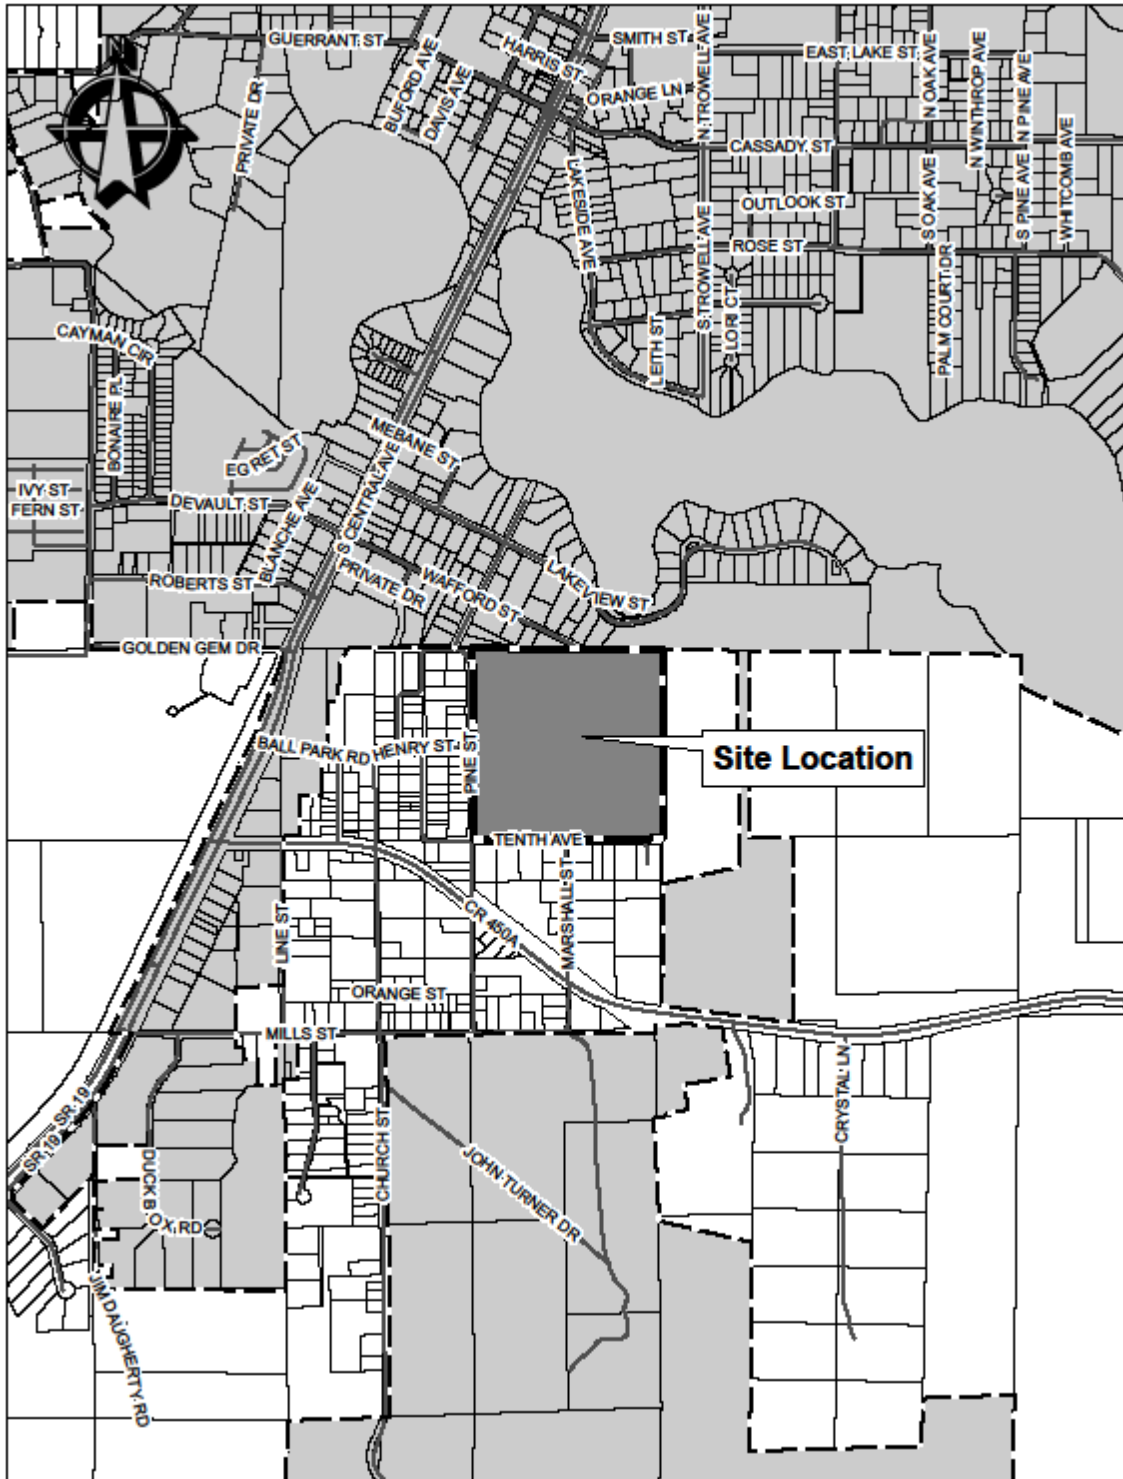 N
GUERRANT ST
PRIVATE DR
BUFORD AVE
DAVIS AVE
HARRIS ST
SMITH ST
ORANGE LN
N TROWELL AVE
EAST LAKE ST
N OAK AVE
N WINTHROP AVE
N PINE AVE
CASSADY ST
LAKESIDE AVE
OUTLOOK ST
S OAK AVE
S PINE AVE
WHITCOMB AVE
ROSE ST
S TROWELL AVE
LORI CT
LEITH ST
PALM COURT DR
CAYMAN CIR
BONAIRE PL
MEBANE ST
S CENTRAL AVE
EGRET ST
IVY ST
FERN ST
DEVAULT ST
BLANCHE AVE
ROBERTS ST
PRIVATE DR
WAFFORD ST
LAKEVIEW ST
GOLDEN GEM DR
BALL PARK RD
HENRY ST
PINE ST
Site Location
TENTH AVE
LINE ST
CR 450A
MARSHALL ST
ORANGE ST
MILLS ST
SR 19
SR 19
CHURCH ST
CRYSTAL LN
DUCK BOX RD
JOHN TURNER DR
JIM DAUGHERTY RD